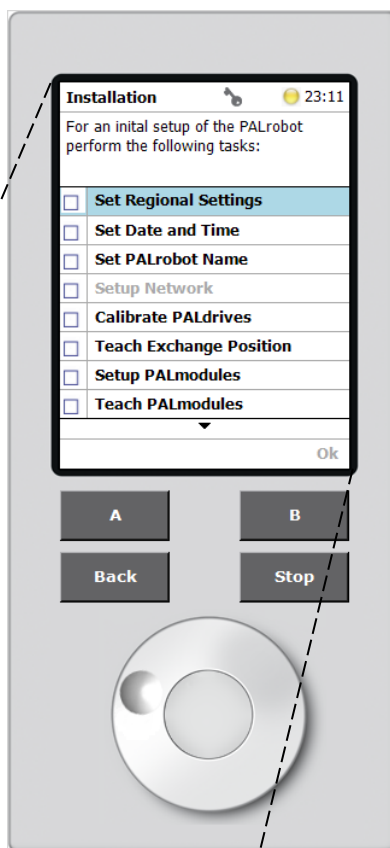 Installation 23:11
For an inital setup of the PALrobot
perform the following tasks:
Set Regional Settings
Set Date and Time
Set PALrobot Name
Setup Network
Calibrate PALdrives
Teach Exchange Position
Setup PALmodules
Teach PALmodules
Ok
A B
Back Stop